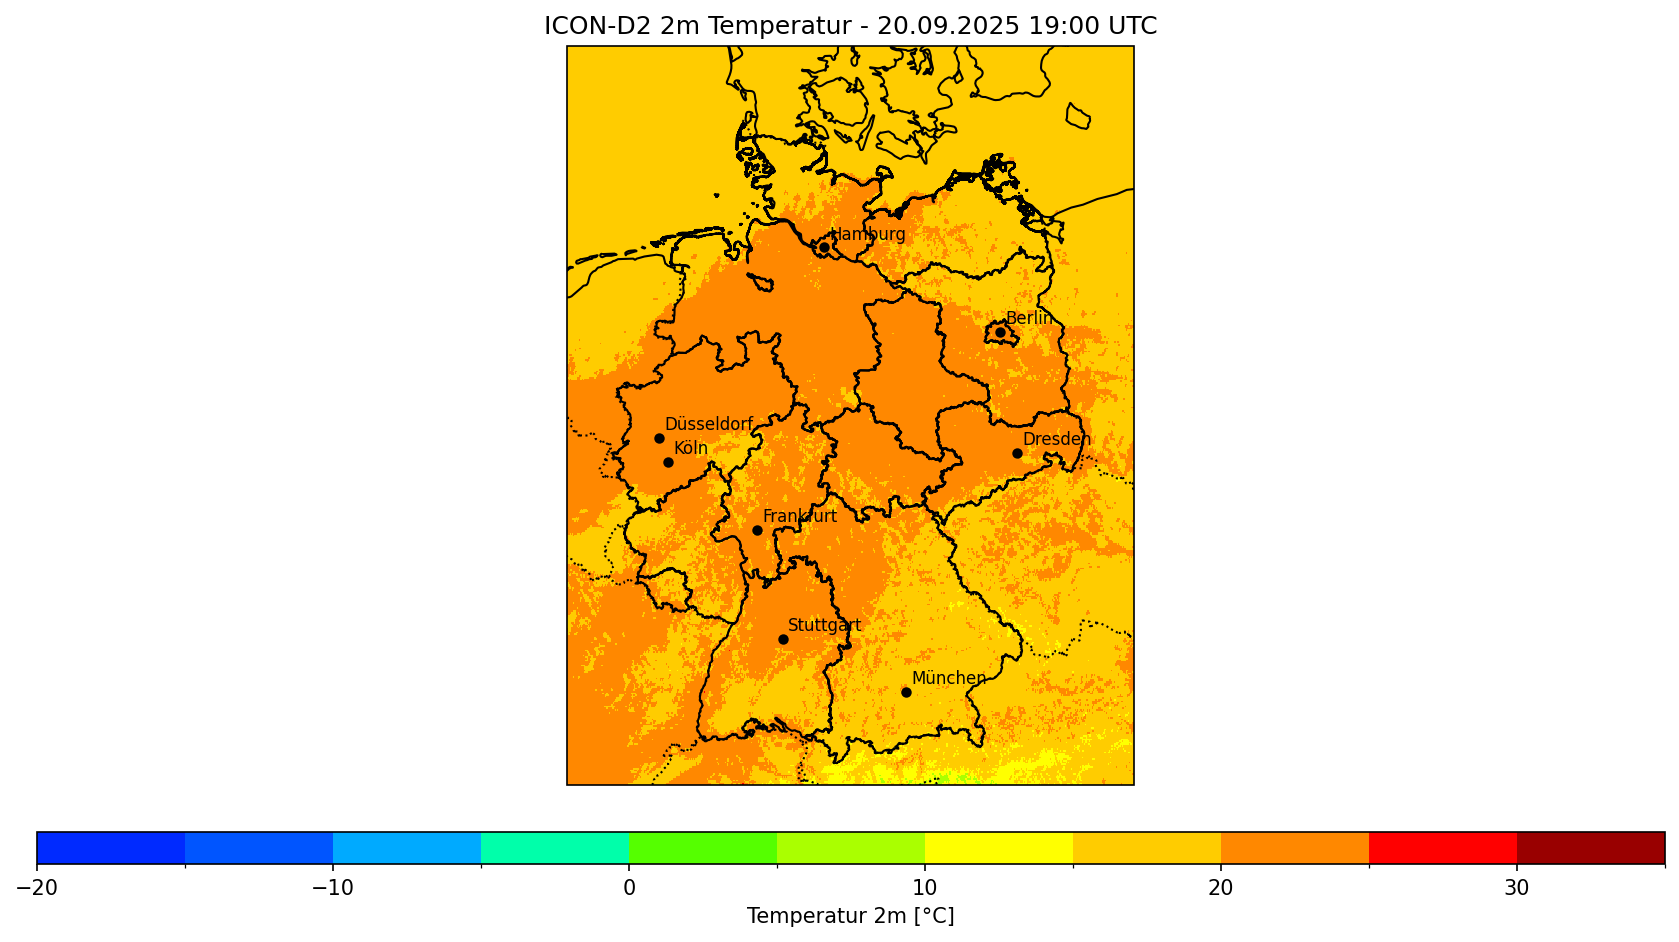 ICON-D2 2m Temperatur - 20.09.2025 19:00 UTC
Hamburg
Berlin
Düsseldorf
Dresden
Köln
Frankfurt
Stuttgart
München
−20 −10 0 10 20 30
Temperatur 2m [°C]